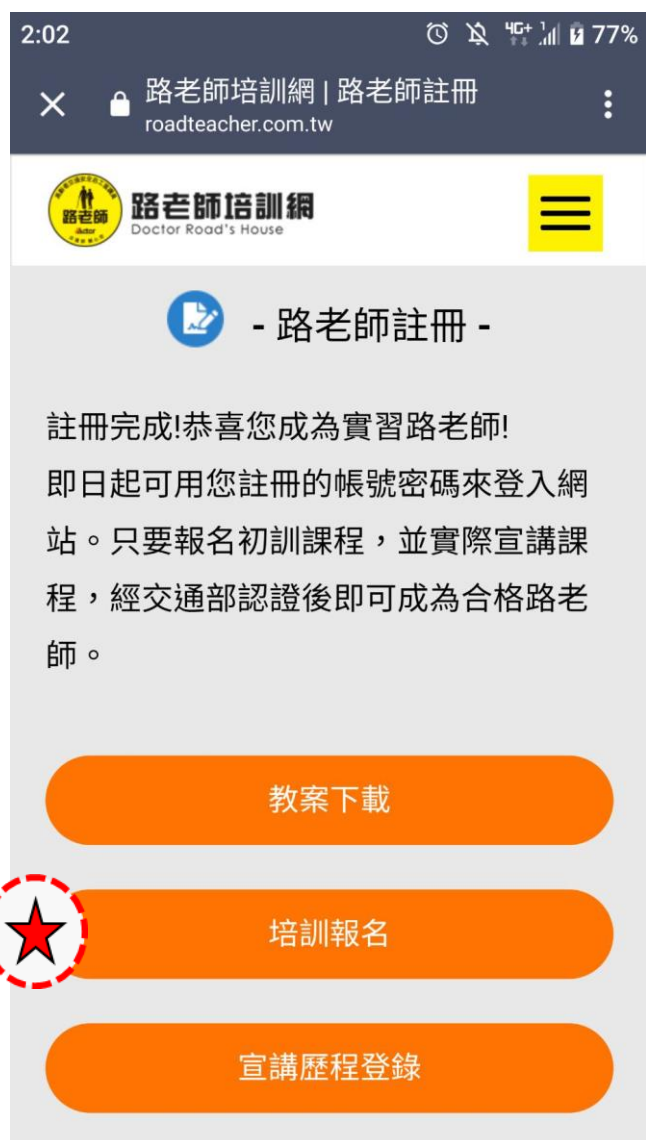 2:02 4G+ 77%
路老師培訓網 | 路老師註冊
roadteacher.com.tw
路老師
路老師培訓網
Doctor Road's House
- 路老師註冊 -
註冊完成!恭喜您成為實習路老師!
即日起可用您註冊的帳號密碼來登入網
站。只要報名初訓課程，並實際宣講課
程，經交通部認證後即可成為合格路老
師。
教案下載
培訓報名
宣講歷程登錄